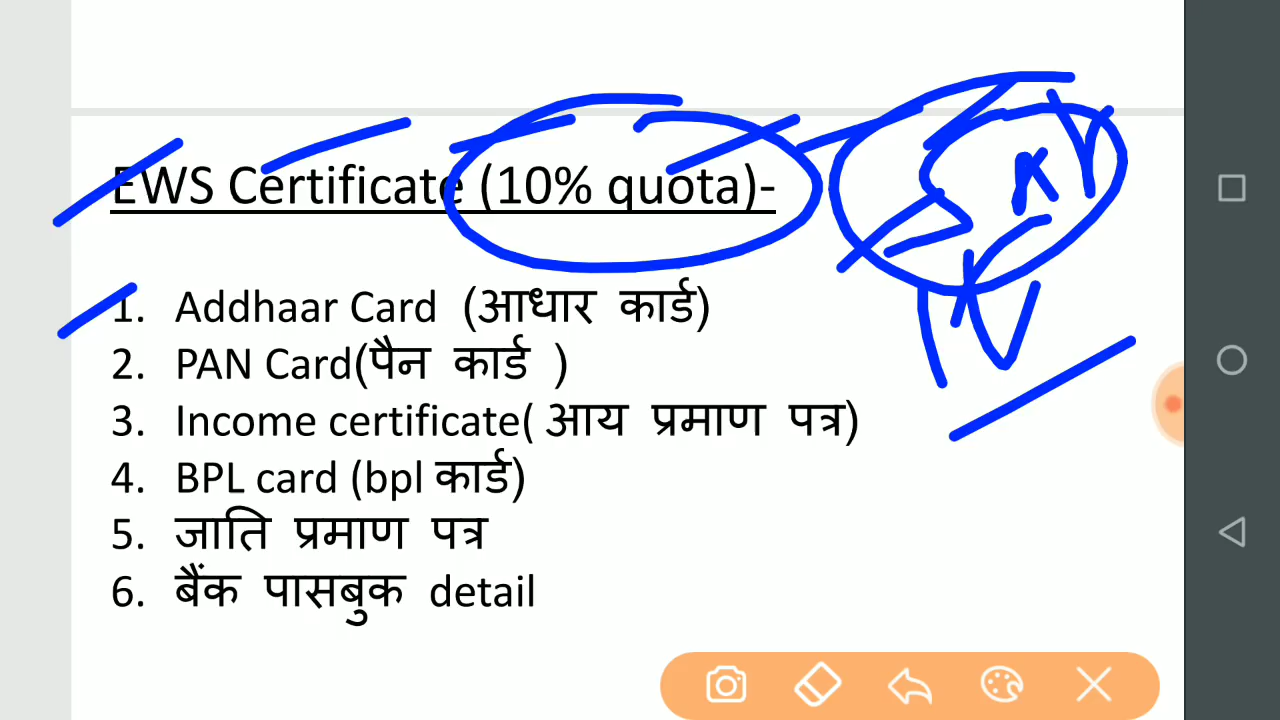 EWS Certificate (10% quota)-
1. Addhaar Card (आधार कार्ड)
2. PAN Card(पैन कार्ड )
3. Income certificate( आय प्रमाण पत्र)
4. BPL card (bpl कार्ड)
5. जाति प्रमाण पत्र
6. बैंक पासबुक detail